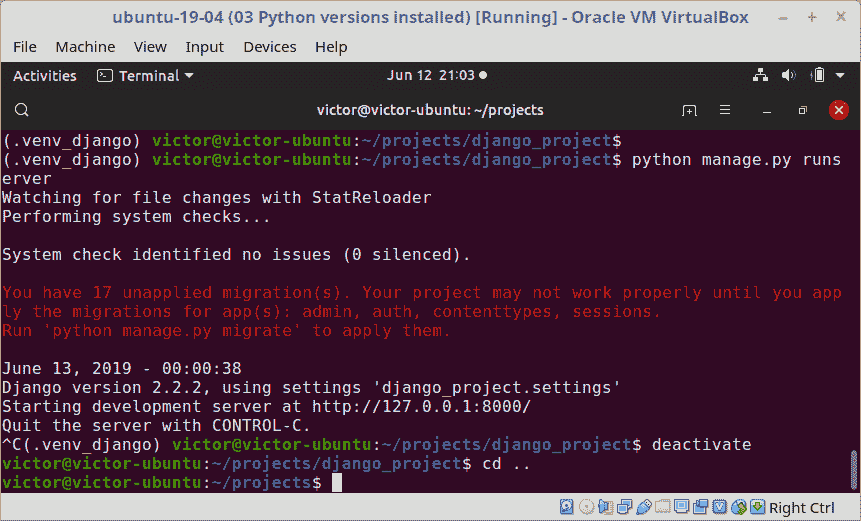 ubuntu-19-04 (03 Python versions installed) [Running] - Oracle VM VirtualBox
File Machine View Input Devices Help
Activities Terminal Jun 12 21:03
victor@victor-ubuntu: ~/projects
(.venv_django) victor@victor-ubuntu:~/projects/django_project$
(.venv_django) victor@victor-ubuntu:~/projects/django_project$ python manage.py runs
erver
Watching for file changes with StatReloader
Performing system checks...
System check identified no issues (0 silenced).
You have 17 unapplied migration(s). Your project may not work properly until you app
ly the migrations for app(s): admin, auth, contenttypes, sessions.
Run 'python manage.py migrate' to apply them.
June 13, 2019 - 00:00:38
Django version 2.2.2, using settings 'django_project.settings'
Starting development server at http://127.0.0.1:8000/
Quit the server with CONTROL-C.
^C(.venv_django) victor@victor-ubuntu:~/projects/django_project$ deactivate
victor@victor-ubuntu:~/projects/django_project$ cd ..
victor@victor-ubuntu:~/projects$
Right Ctrl